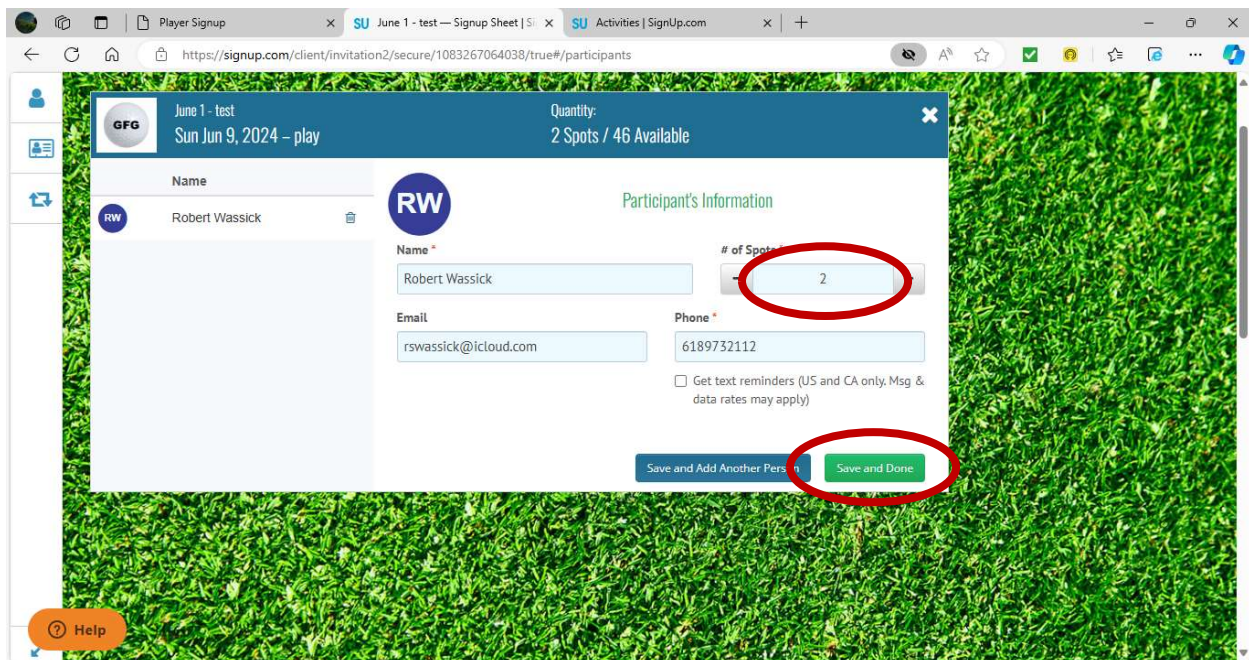 Player Signup
SU June 1 - test — Signup Sheet | Si
SU Activities | SignUp.com
https://signup.com/client/invitation2/secure/1083267064038/true#/participants
GFG
June 1 - test
Sun Jun 9, 2024 – play
Quantity:
2 Spots / 46 Available
Name
RW Robert Wassick
RW
Participant's Information
Name *
# of Spots
Robert Wassick
2
Email
Phone *
rswassick@icloud.com
6189732112
Get text reminders (US and CA only. Msg &
data rates may apply)
Save and Add Another Person
Save and Done
Help